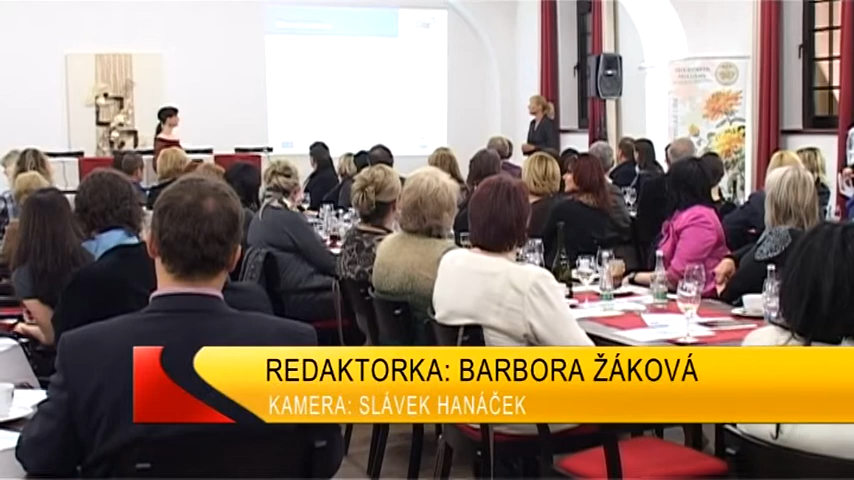 REDAKTORKA: BARBORA ŽÁKOVÁ
KAMERA: SLÁVEK HANÁČEK